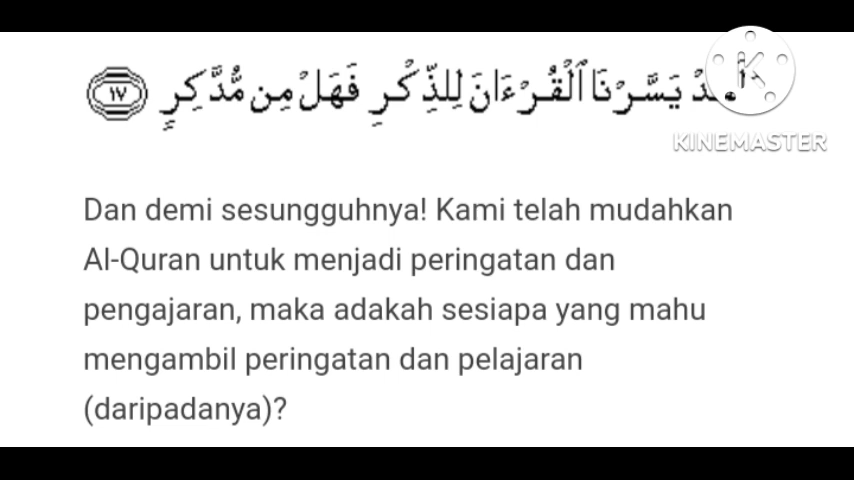 يَسَّرْنَا ٱلْقُرْءَانَ لِلذِّكْرِ فَهَلْ مِن مُّدَّكِرٍ ١٧
KINEMASTER
Dan demi sesungguhnya! Kami telah mudahkan
Al-Quran untuk menjadi peringatan dan
pengajaran, maka adakah sesiapa yang mahu
mengambil peringatan dan pelajaran
(daripadanya)?